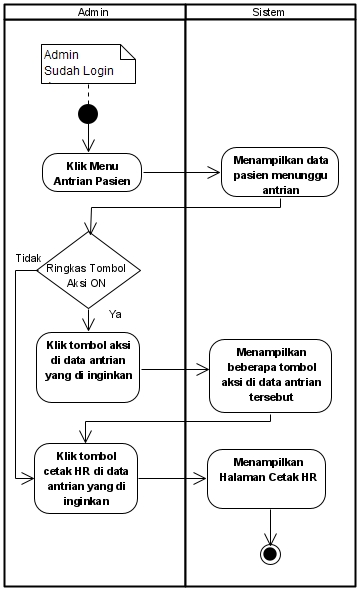 Admin
Sistem
Admin
Sudah Login
Klik Menu
Antrian Pasien
Menampilkan data
pasien menunggu
antrian
Tidak
Ringkas Tombol
Aksi ON
Ya
Klik tombol aksi
di data antrian
yang di inginkan
Menampilkan
beberapa tombol
aksi di data antrian
tersebut
Klik tombol
cetak HR di data
antrian yang di
inginkan
Menampilkan
Halaman Cetak HR